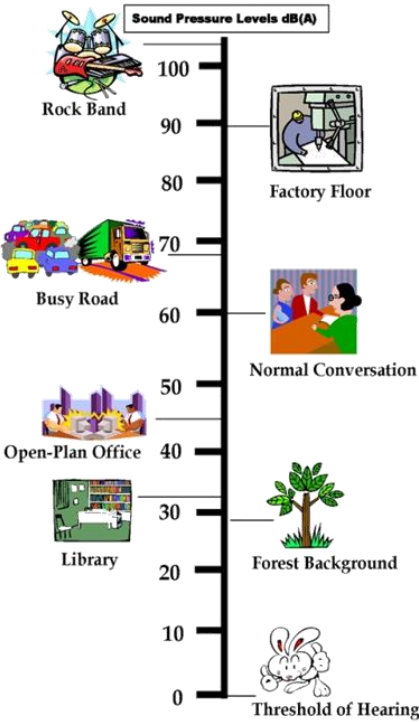 Sound Pressure Levels dB(A)
100
Rock Band
90
Factory Floor
80
70
Busy Road
60
Normal Conversation
50
Open-Plan Office
40
30
Library
Forest Background
20
10
0
Threshold of Hearing